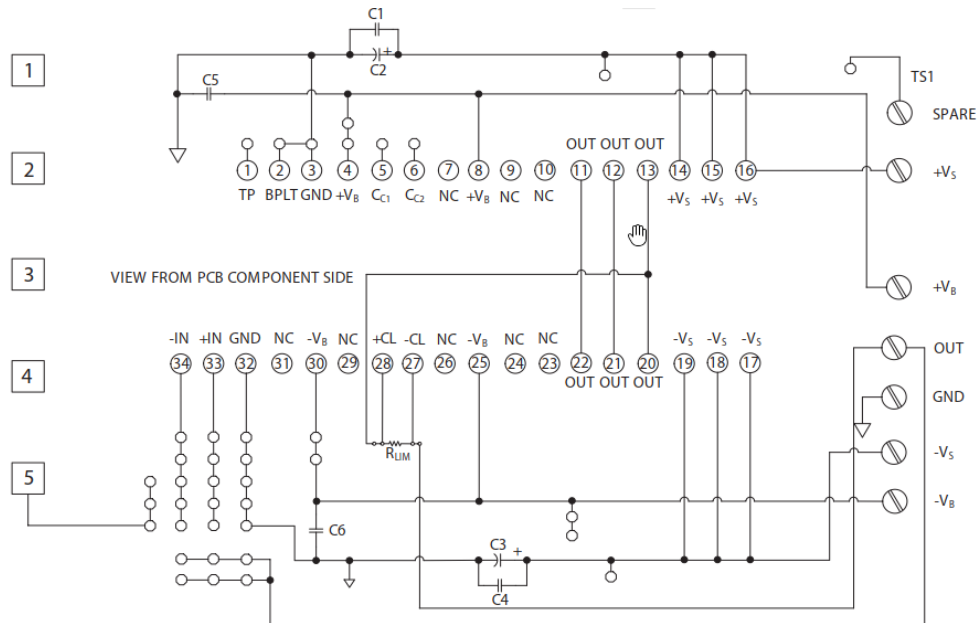 C1
+
C2
1
TS1
C5
SPARE
OUT OUT OUT
2
1 2 3 4 5 6 7 8 9 10 11 12 13 14 15 16
+VS
TP BPLT GND +VB CC1 CC2 NC +VB NC NC +VS +VS +VS
3
VIEW FROM PCB COMPONENT SIDE
+VB
-IN +IN GND NC -VB NC +CL -CL NC -VB NC NC -VS -VS -VS
OUT
4
34 33 32 31 30 29 28 27 26 25 24 23 22 21 20 19 18 17
OUT OUT OUT
GND
RLIM
-VS
5
-VB
C6
C3
+
C4